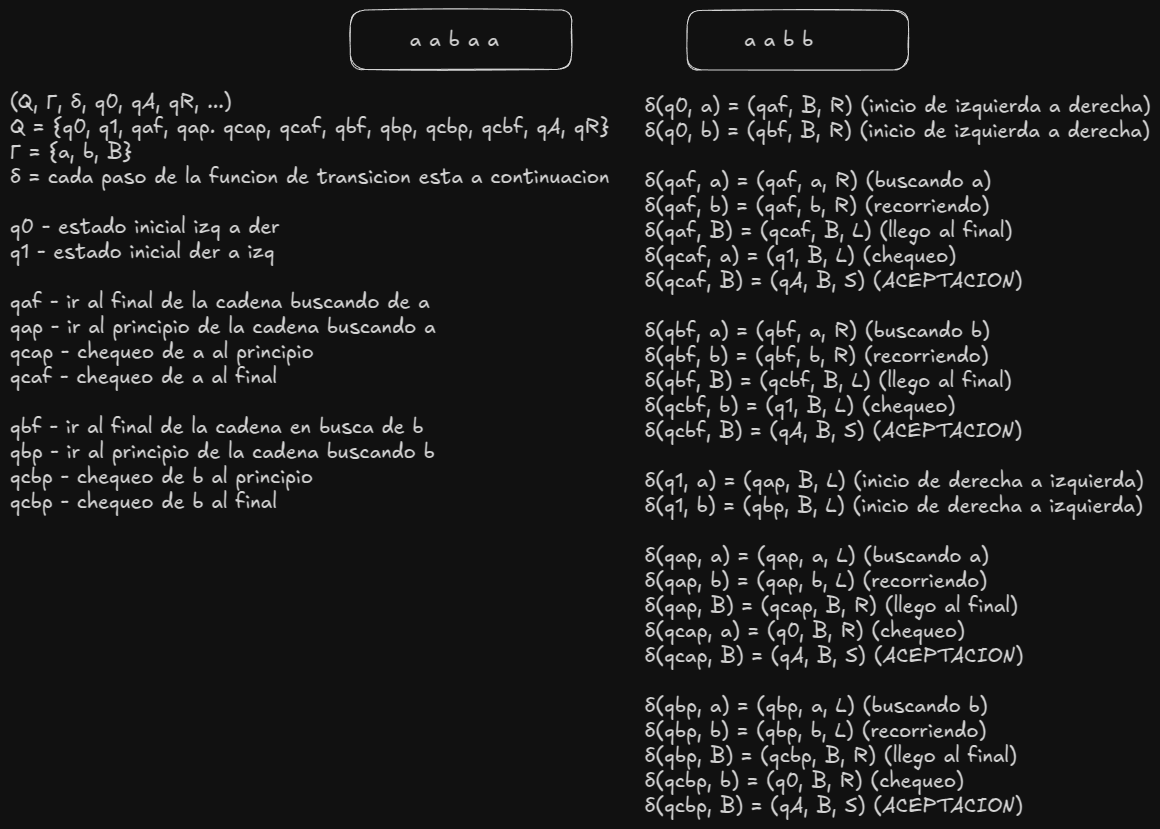 a a b a a
a a b b
(Q, Γ, δ, q0, qA, qR, ...)
Q = {q0, q1, qaf, qap. qcap, qcaf, qbf, qbp, qcbp, qcbf, qA, qR}
Γ = {a, b, B}
δ = cada paso de la funcion de transicion esta a continuacion
q0 - estado inicial izq a der
q1 - estado inicial der a izq
qaf - ir al final de la cadena buscando de a
qap - ir al principio de la cadena buscando a
qcap - chequeo de a al principio
qcaf - chequeo de a al final
qbf - ir al final de la cadena en busca de b
qbp - ir al principio de la cadena buscando b
qcbp - chequeo de b al principio
qcbp - chequeo de b al final
δ(q0, a) = (qaf, B, R) (inicio de izquierda a derecha)
δ(q0, b) = (qbf, B, R) (inicio de izquierda a derecha)
δ(qaf, a) = (qaf, a, R) (buscando a)
δ(qaf, b) = (qaf, b, R) (recorriendo)
δ(qaf, B) = (qcaf, B, L) (llego al final)
δ(qcaf, a) = (q1, B, L) (chequeo)
δ(qcaf, B) = (qA, B, S) (ACEPTACION)
δ(qbf, a) = (qbf, a, R) (buscando b)
δ(qbf, b) = (qbf, b, R) (recorriendo)
δ(qbf, B) = (qcbf, B, L) (llego al final)
δ(qcbf, b) = (q1, B, L) (chequeo)
δ(qcbf, B) = (qA, B, S) (ACEPTACION)
δ(q1, a) = (qap, B, L) (inicio de derecha a izquierda)
δ(q1, b) = (qbp, B, L) (inicio de derecha a izquierda)
δ(qap, a) = (qap, a, L) (buscando a)
δ(qap, b) = (qap, b, L) (recorriendo)
δ(qap, B) = (qcap, B, R) (llego al final)
δ(qcap, a) = (q0, B, R) (chequeo)
δ(qcap, B) = (qA, B, S) (ACEPTACION)
δ(qbp, a) = (qbp, a, L) (buscando b)
δ(qbp, b) = (qbp, b, L) (recorriendo)
δ(qbp, B) = (qcbp, B, R) (llego al final)
δ(qcbp, b) = (q0, B, R) (chequeo)
δ(qcbp, B) = (qA, B, S) (ACEPTACION)